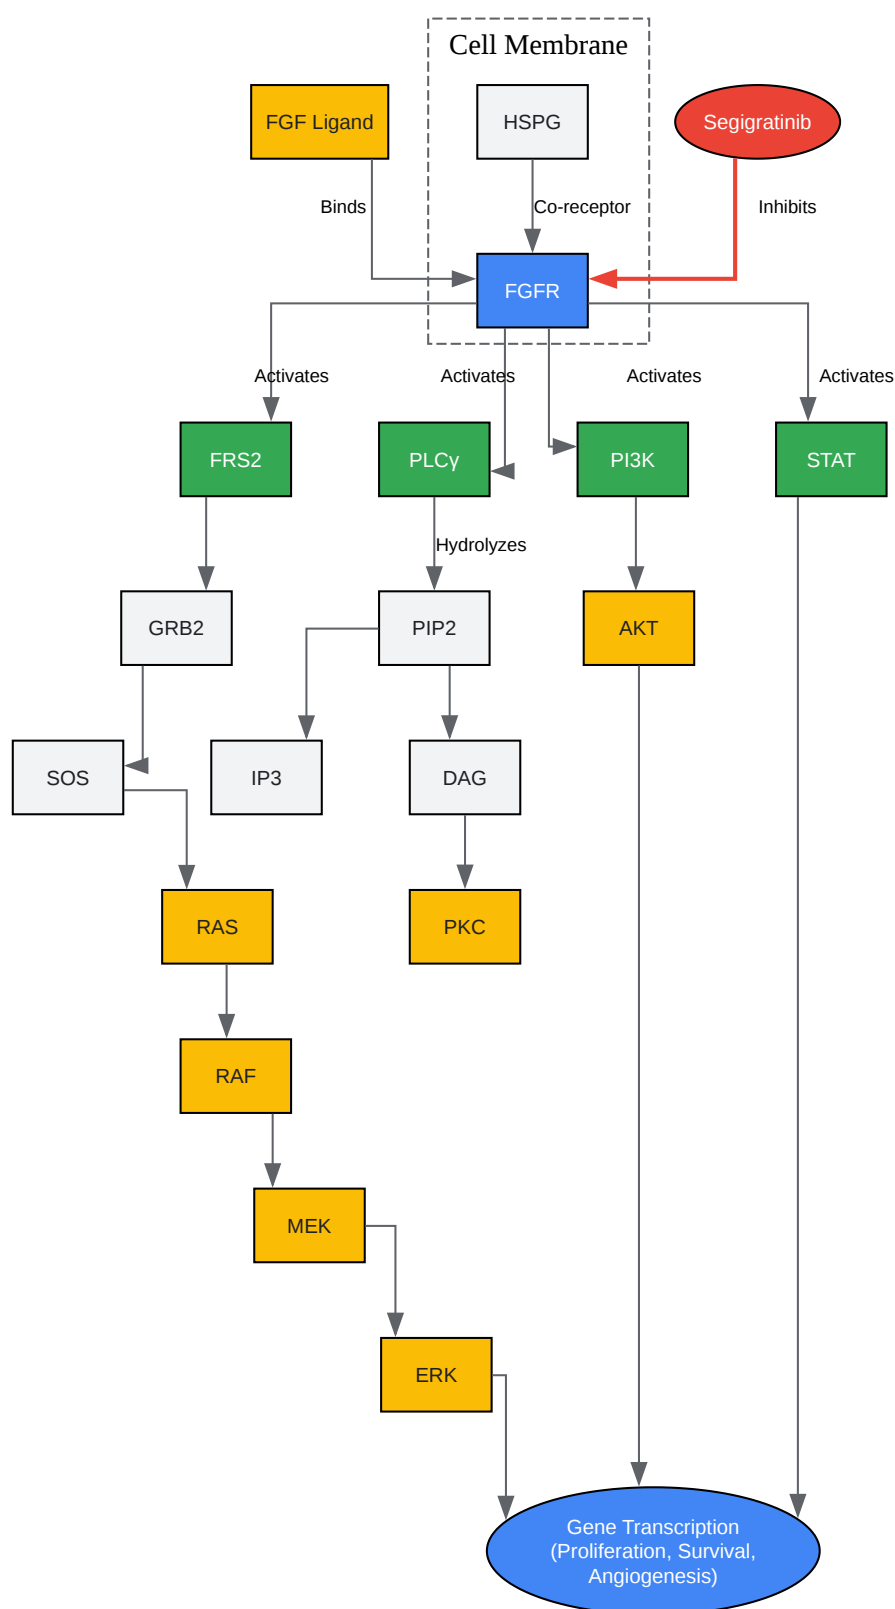 Cell Membrane
FGF Ligand
HSPG
Segigratinib
Binds
Co-receptor
Inhibits
FGFR
Activates
Activates
Activates
Activates
FRS2
PLCγ
PI3K
STAT
Hydrolyzes
GRB2
PIP2
AKT
SOS
IP3
DAG
RAS
PKC
RAF
MEK
ERK
Gene Transcription
(Proliferation, Survival,
Angiogenesis)